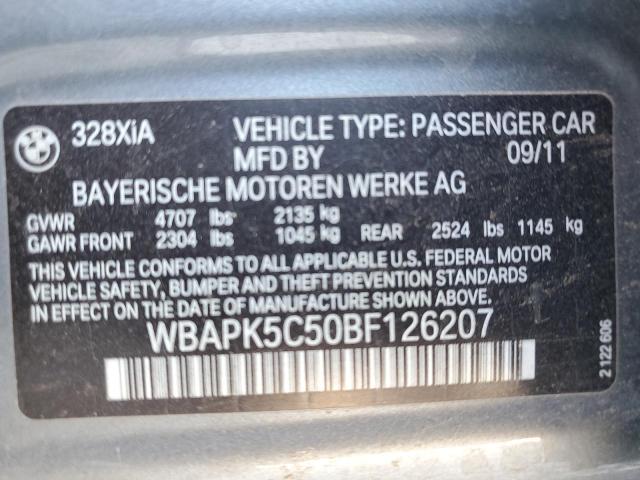 BMW
328XiA VEHICLE TYPE: PASSENGER CAR
MFD BY 09/11
BAYERISCHE MOTOREN WERKE AG
GVWR 4707 lbs 2135 kg
GAWR FRONT 2304 lbs 1045 kg REAR 2524 lbs 1145 kg
THIS VEHICLE CONFORMS TO ALL APPLICABLE U.S. FEDERAL MOTOR
VEHICLE SAFETY, BUMPER AND THEFT PREVENTION STANDARDS
IN EFFECT ON THE DATE OF MANUFACTURE SHOWN ABOVE
WBAPK5C50BF126207
2 122 606